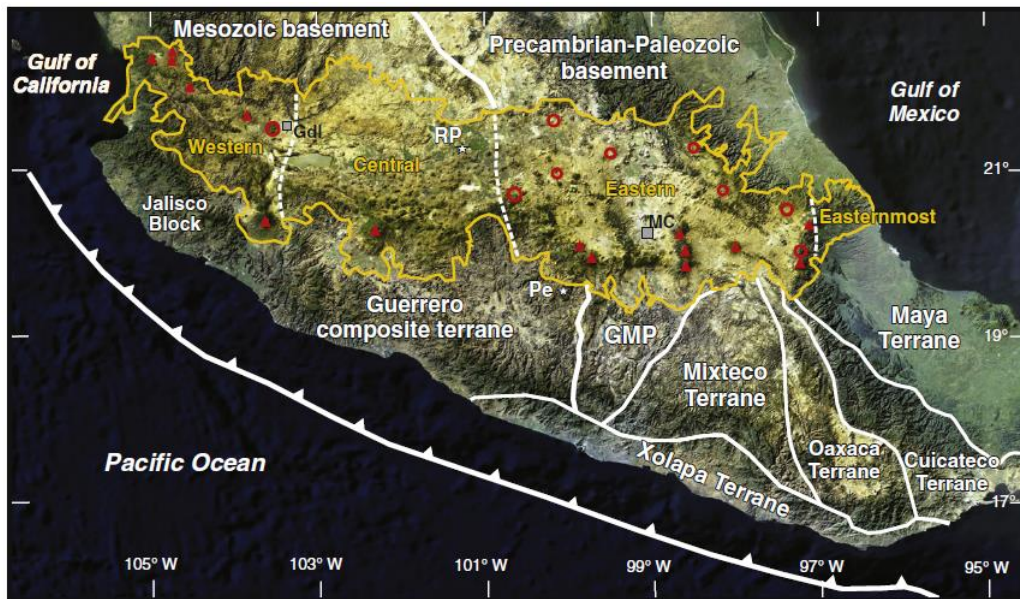 Mesozoic basement
Precambrian-Paleozoic
basement
Gulf of
California
Gulf of
Mexico
Gdl
RP
Western
Central
21°
Eastern
Jalisco
Block
MC
Easternmost
Pe
Guerrero
composite terrane
GMP
Maya
Terrane
19°
Mixteco
Terrane
Pacific Ocean
Xolapa Terrane
Oaxaca
Terrane
Cuicateco
Terrane
17°
105° W
103° W
101° W
99° W
97° W
95° W